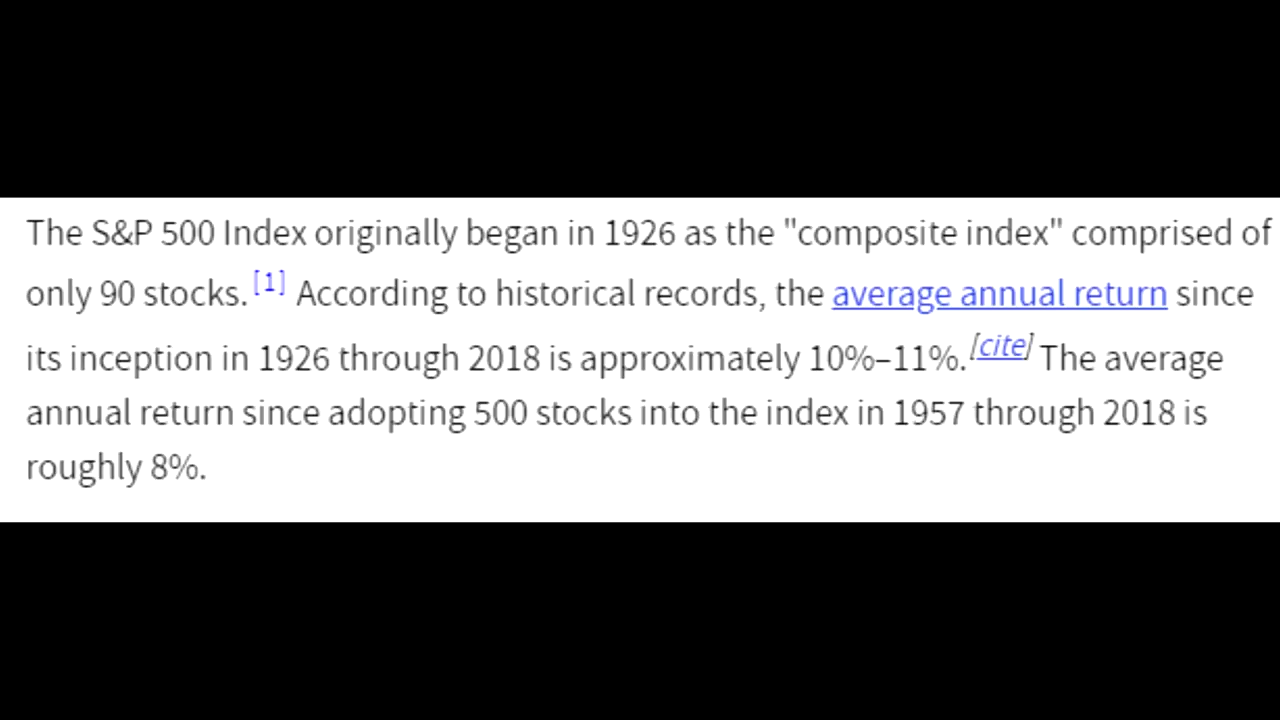 The S&P 500 Index originally began in 1926 as the "composite index" comprised of
only 90 stocks. [1] According to historical records, the average annual return since
its inception in 1926 through 2018 is approximately 10%–11%.[cite] The average
annual return since adopting 500 stocks into the index in 1957 through 2018 is
roughly 8%.